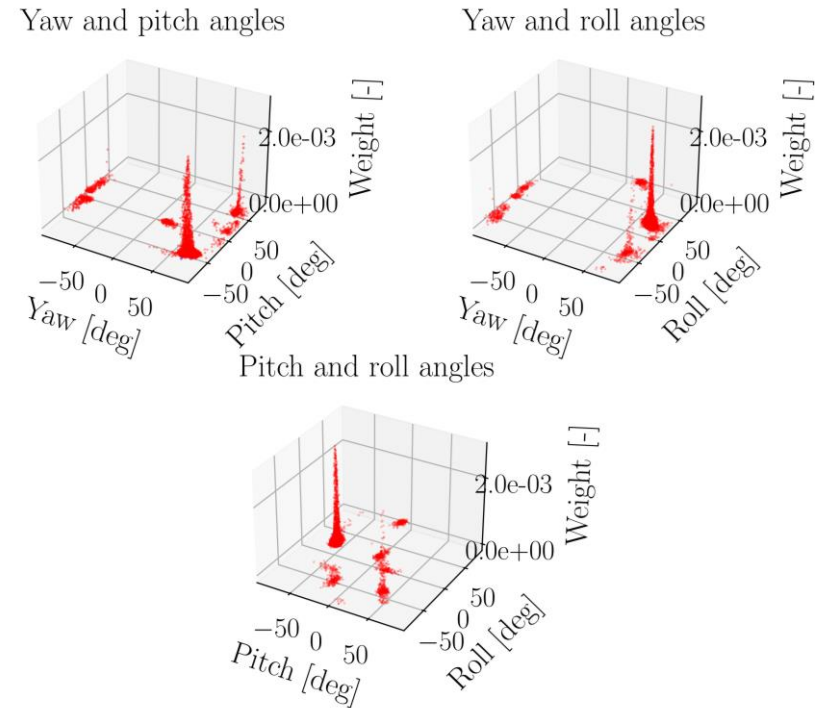 Yaw and pitch angles
Weight [-]
2.0e-03
0.0e+00
−50 0 50
Yaw [deg]
−50 0 50
Pitch [deg]
Yaw and roll angles
Weight [-]
2.0e-03
0.0e+00
−50 0 50
Yaw [deg]
−50 0 50
Roll [deg]
Pitch and roll angles
Weight [-]
2.0e-03
0.0e+00
−50 0 50
Pitch [deg]
−50 0 50
Roll [deg]